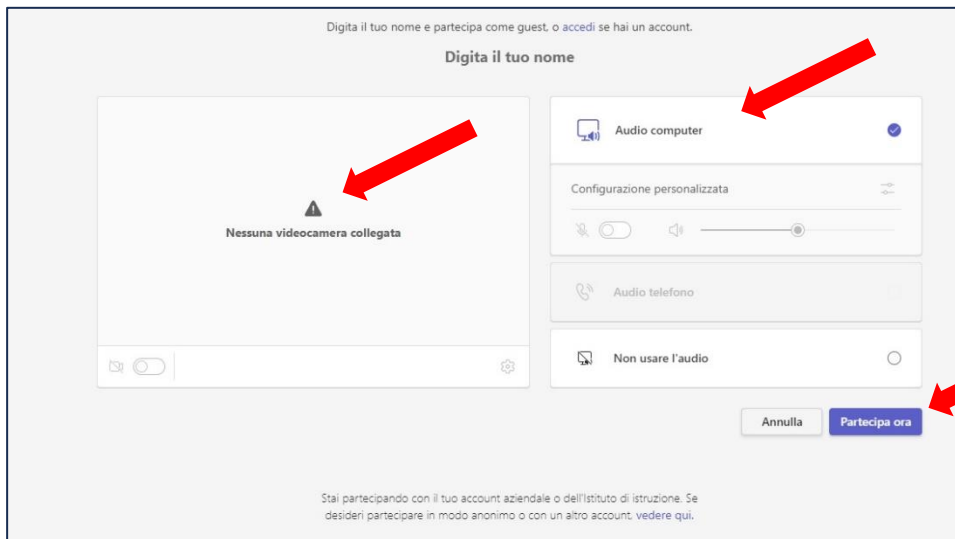 Digita il tuo nome e partecipa come guest, o accedi se hai un account.
Digita il tuo nome
Audio computer
Configurazione personalizzata
Nessuna videocamera collegata
Audio telefono
Non usare l'audio
Annulla
Partecipa ora
Stai partecipando con il tuo account aziendale o dell'Istituto di istruzione. Se
desideri partecipare in modo anonimo o con un altro account, vedere qui.